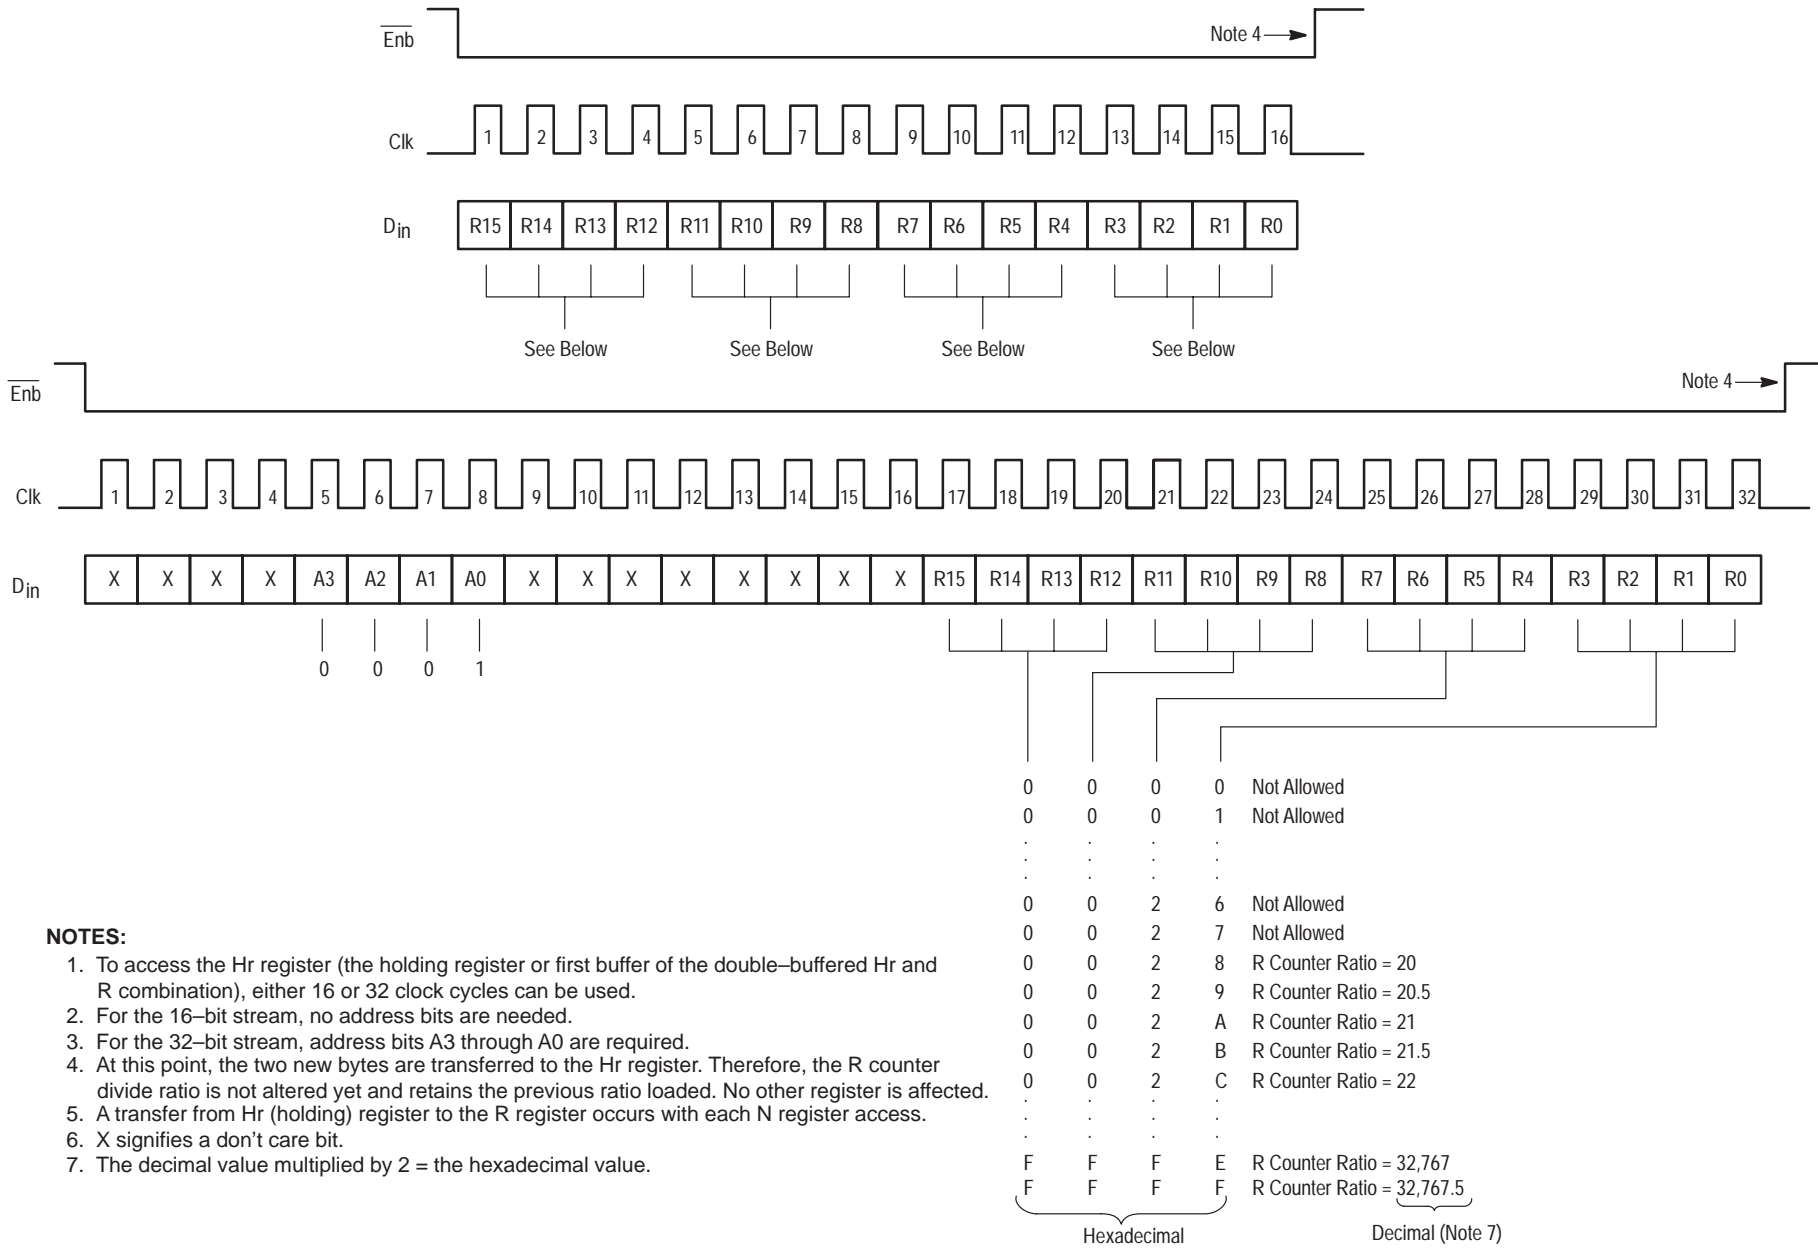 Enb
Note 4
Clk
1 2 3 4 5 6 7 8 9 10 11 12 13 14 15 16
Din
R15 R14 R13 R12 R11 R10 R9 R8 R7 R6 R5 R4 R3 R2 R1 R0
See Below See Below See Below See Below
Enb
Note 4
Clk
1 2 3 4 5 6 7 8 9 10 11 12 13 14 15 16 17 18 19 20 21 22 23 24 25 26 27 28 29 30 31 32
Din
X X X X A3 A2 A1 A0 X X X X X X X X R15 R14 R13 R12 R11 R10 R9 R8 R7 R6 R5 R4 R3 R2 R1 R0
0 0 0 1
0 0 0 0 Not Allowed
0 0 0 1 Not Allowed
. . . .
. . . .
. . . .
0 0 2 6 Not Allowed
0 0 2 7 Not Allowed
0 0 2 8 R Counter Ratio = 20
0 0 2 9 R Counter Ratio = 20.5
0 0 2 A R Counter Ratio = 21
0 0 2 B R Counter Ratio = 21.5
0 0 2 C R Counter Ratio = 22
. . . .
. . . .
. . . .
F F F E R Counter Ratio = 32,767
F F F F R Counter Ratio = 32,767.5
Hexadecimal
Decimal (Note 7)
NOTES:
1. To access the Hr register (the holding register or first buffer of the double–buffered Hr and
R combination), either 16 or 32 clock cycles can be used.
2. For the 16–bit stream, no address bits are needed.
3. For the 32–bit stream, address bits A3 through A0 are required.
4. At this point, the two new bytes are transferred to the Hr register. Therefore, the R counter
divide ratio is not altered yet and retains the previous ratio loaded. No other register is affected.
5. A transfer from Hr (holding) register to the R register occurs with each N register access.
6. X signifies a don't care bit.
7. The decimal value multiplied by 2 = the hexadecimal value.